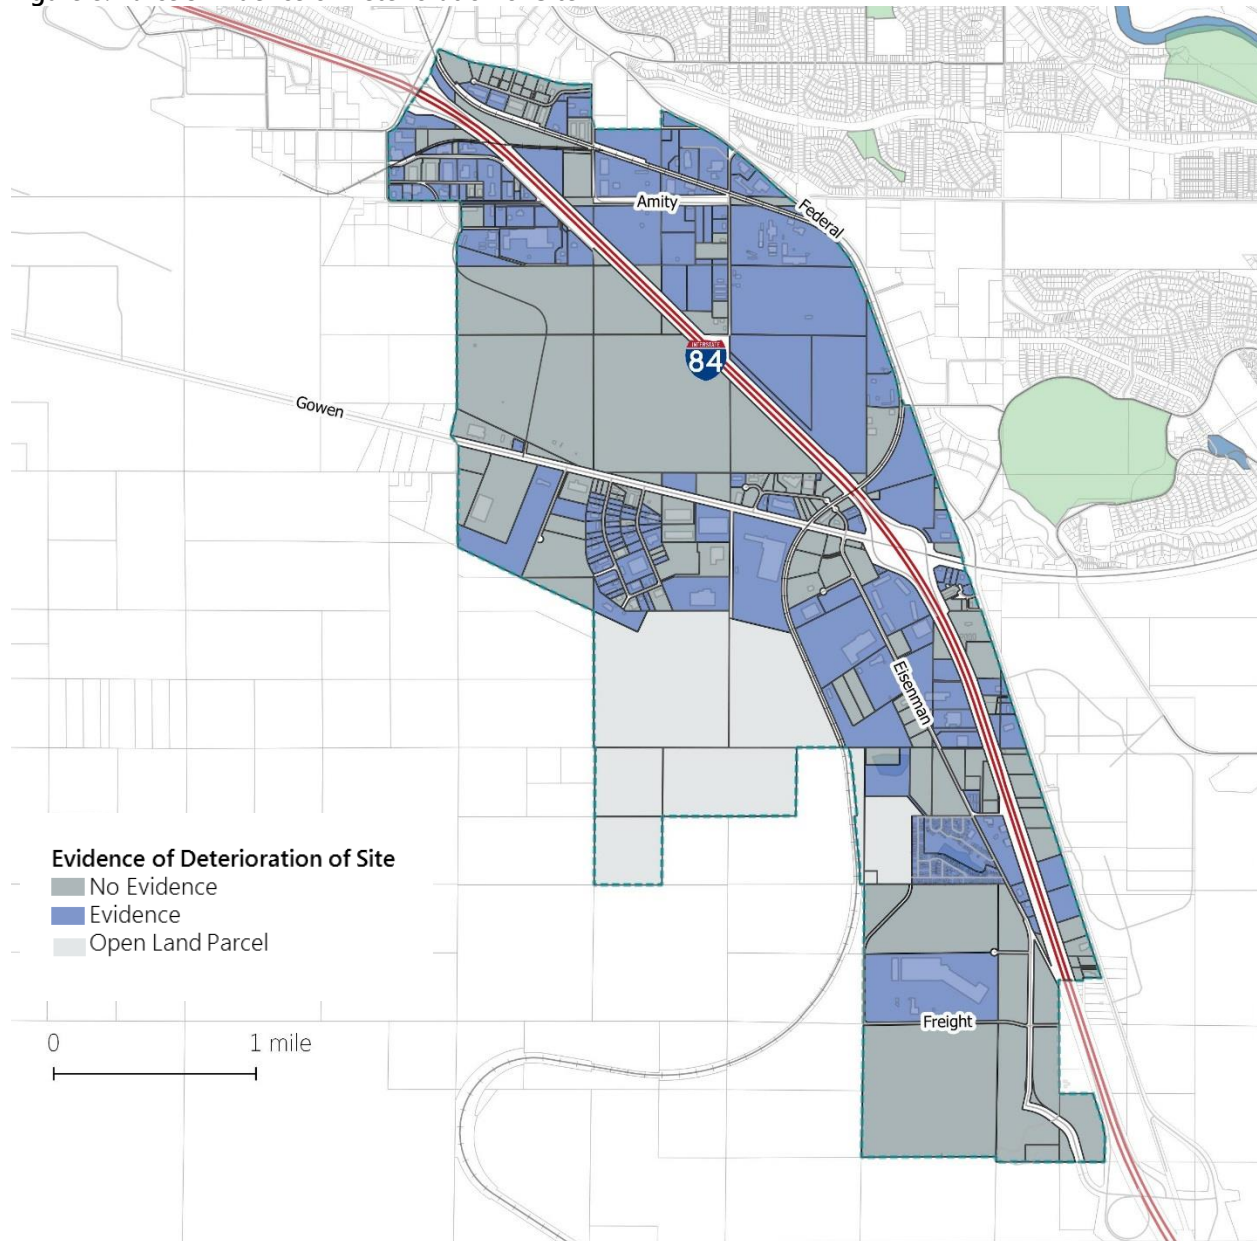 Amity
Federal
INTERSTATE
84
Gowen
Eisenman
Evidence of Deterioration of Site
No Evidence
Evidence
Open Land Parcel
Freight
0 1 mile